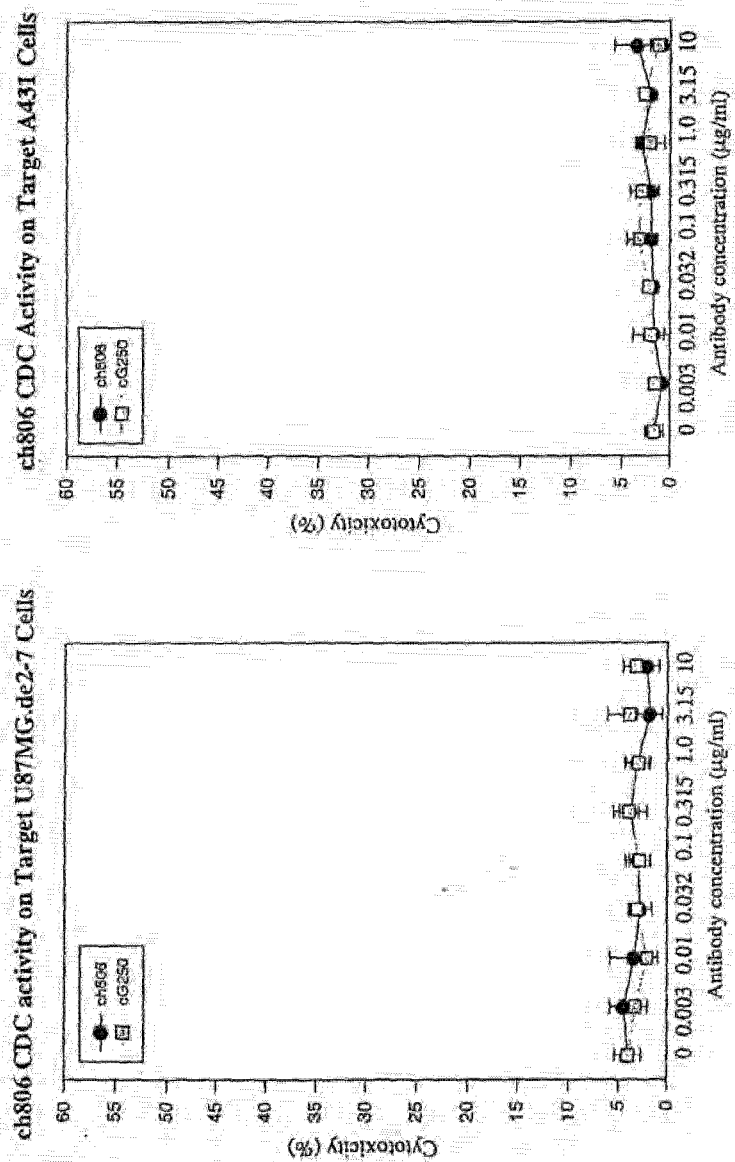 ch806 CDC activity on Target U87MG.de2-7 Cells
Cytotoxicity (%)
60
55
50
45
40
35
30
25
20
15
10
5
0
ch806
cG250
0 0.003 0.01 0.032 0.1 0.315 1.0 3.15 10
Antibody concentration (µg/ml)
ch806 CDC Activity on Target A431 Cells
Cytotoxicity (%)
60
55
50
45
40
35
30
25
20
15
10
5
0
ch806
cG250
0 0.003 0.01 0.032 0.1 0.315 1.0 3.15 10
Antibody concentration (µg/ml)